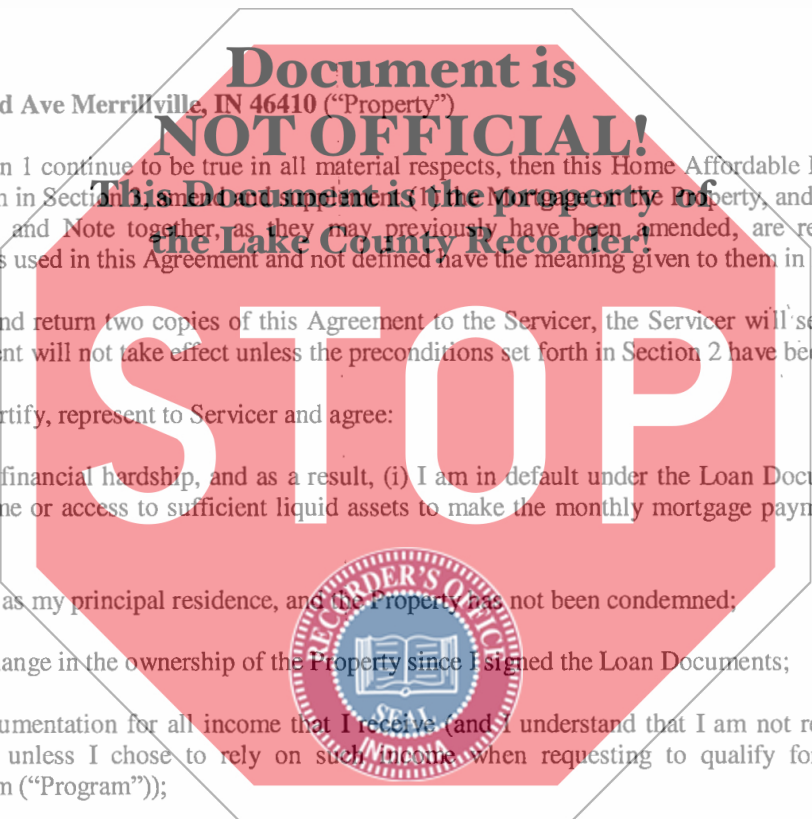 Document is
d Ave Merrillville, IN 46410 (“Property”)
NOT OFFICIAL!
n 1 continue to be true in all material respects, then this Home Affordable
This Document is the property of
n in Section 3, amend and supplement (1) the Mortgage on the Property, and
and Note together, as they may previously have been amended, are re
the Lake County Recorder!
s used in this Agreement and not defined have the meaning given to them in
nd return two copies of this Agreement to the Servicer, the Servicer will se
ent will not take effect unless the preconditions set forth in Section 2 have bee
STOP
rtify, represent to Servicer and agree:
financial hardship, and as a result, (i) I am in default under the Loan Docu
me or access to sufficient liquid assets to make the monthly mortgage paym
RECORDER'S OFFICE
as my principal residence, and the Property has not been condemned;
hange in the ownership of the Property since I signed the Loan Documents;
SEAL
INDIANA
umentation for all income that I receive (and I understand that I am not re
unless I chose to rely on such income when requesting to qualify for
m (“Program”));